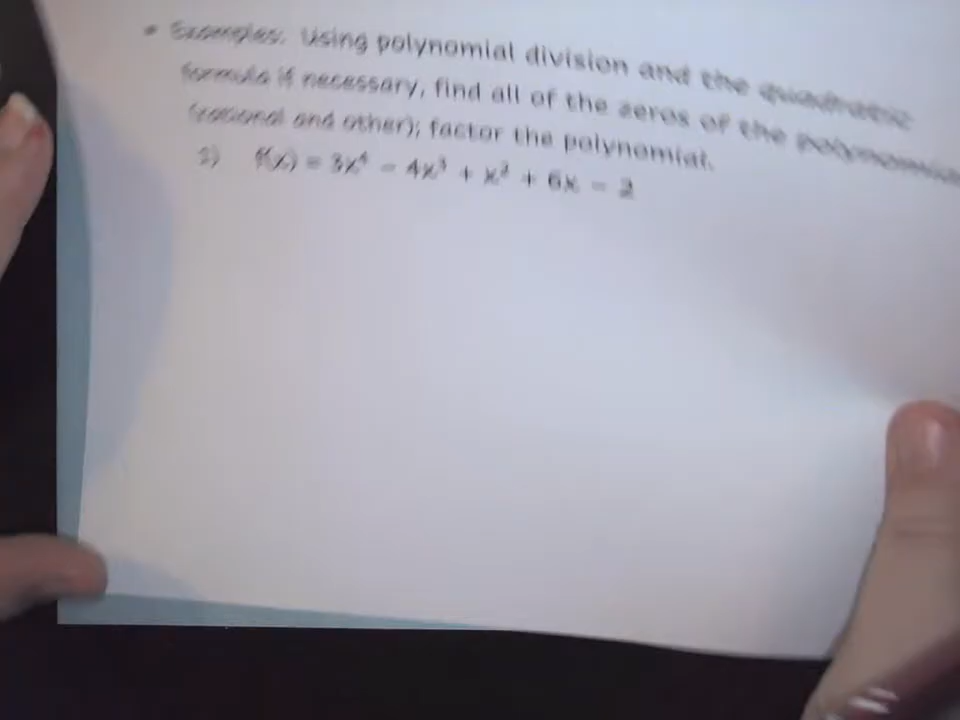 • Examples: Using polynomial division and the quadratic
formula if necessary, find all of the zeros of the polynomial
(rational and other); factor the polynomial.
1) f(x) = 3x⁴ - 4x³ + x² + 6x - 2